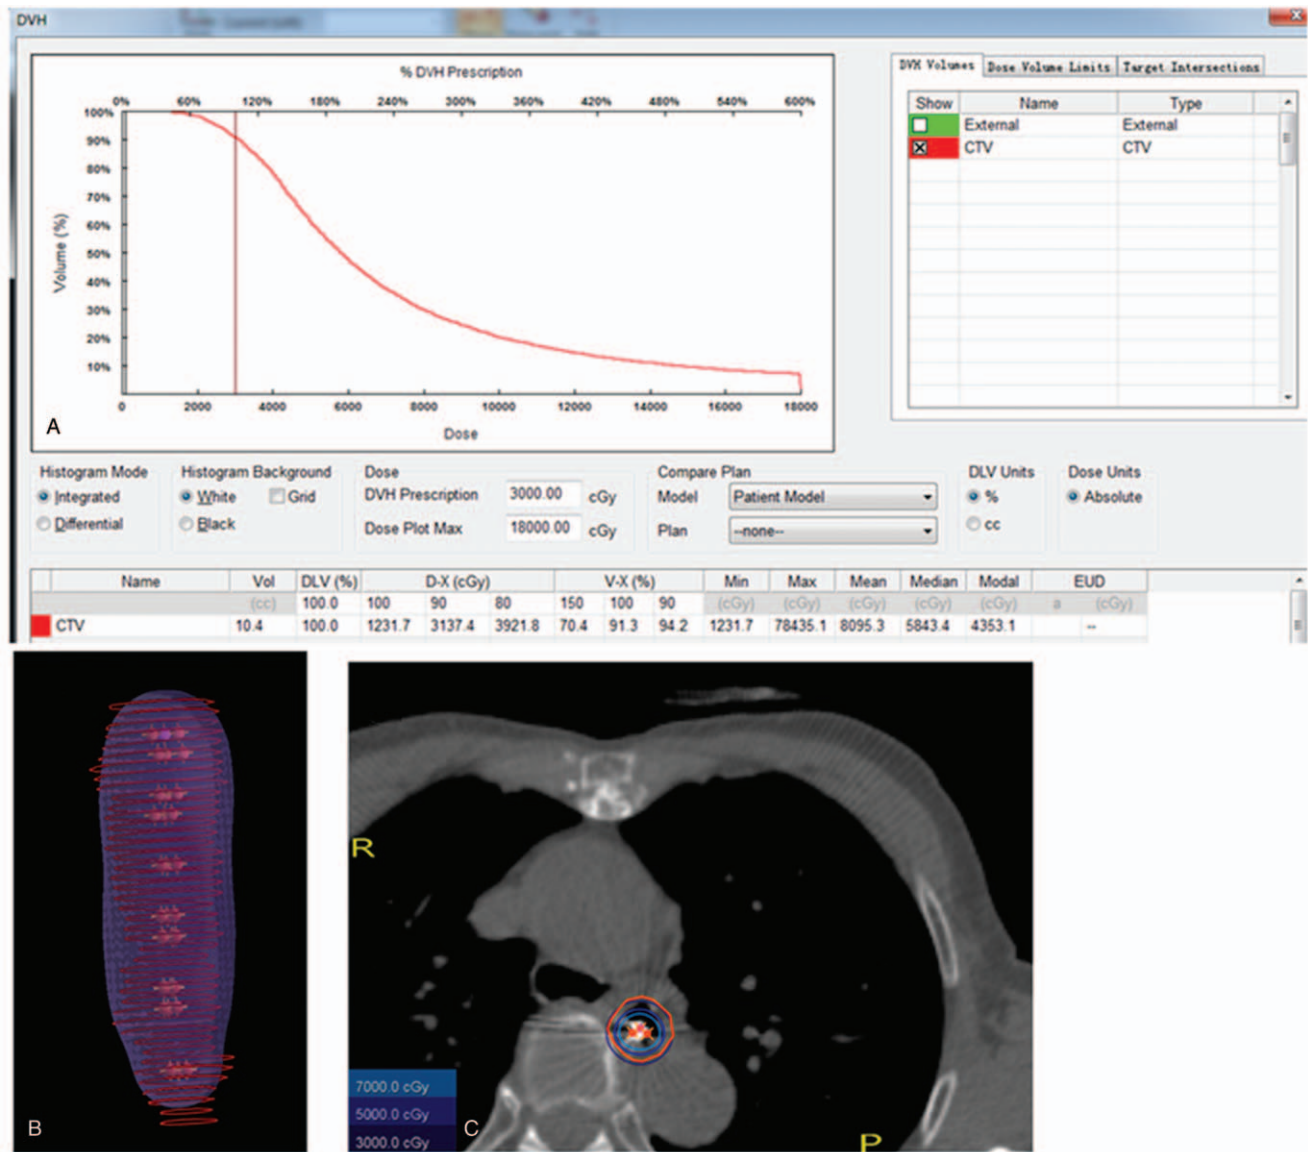 DVH
% DVH Prescription
0% 60% 120% 180% 240% 300% 360% 420% 480% 540% 600%
100%
90%
80%
70%
60%
50%
40%
30%
20%
10%
Volume (%)
0 2000 4000 6000 8000 10000 12000 14000 16000 18000
Dose
A
DVH Volumes Dose Volume Limits Target Intersections
Show Name Type
External External
CTV CTV
Histogram Mode Histogram Background Dose Compare Plan DLV Units Dose Units
Integrated White Grid DVH Prescription 3000.00 cGy Model Patient Model % Absolute
Differential Black Dose Plot Max 18000.00 cGy Plan --none-- cc
Name Vol DLV (%) D-X (cGy) V-X (%) Min Max Mean Median Modal EUD
(cc) 100.0 100 90 80 150 100 90 (cGy) (cGy) (cGy) (cGy) (cGy) a (cGy)
CTV 10.4 100.0 1231.7 3137.4 3921.8 70.4 91.3 94.2 1231.7 78435.1 8095.3 5843.4 4353.1 --
B
R
7000.0 cGy
5000.0 cGy
3000.0 cGy
C
P